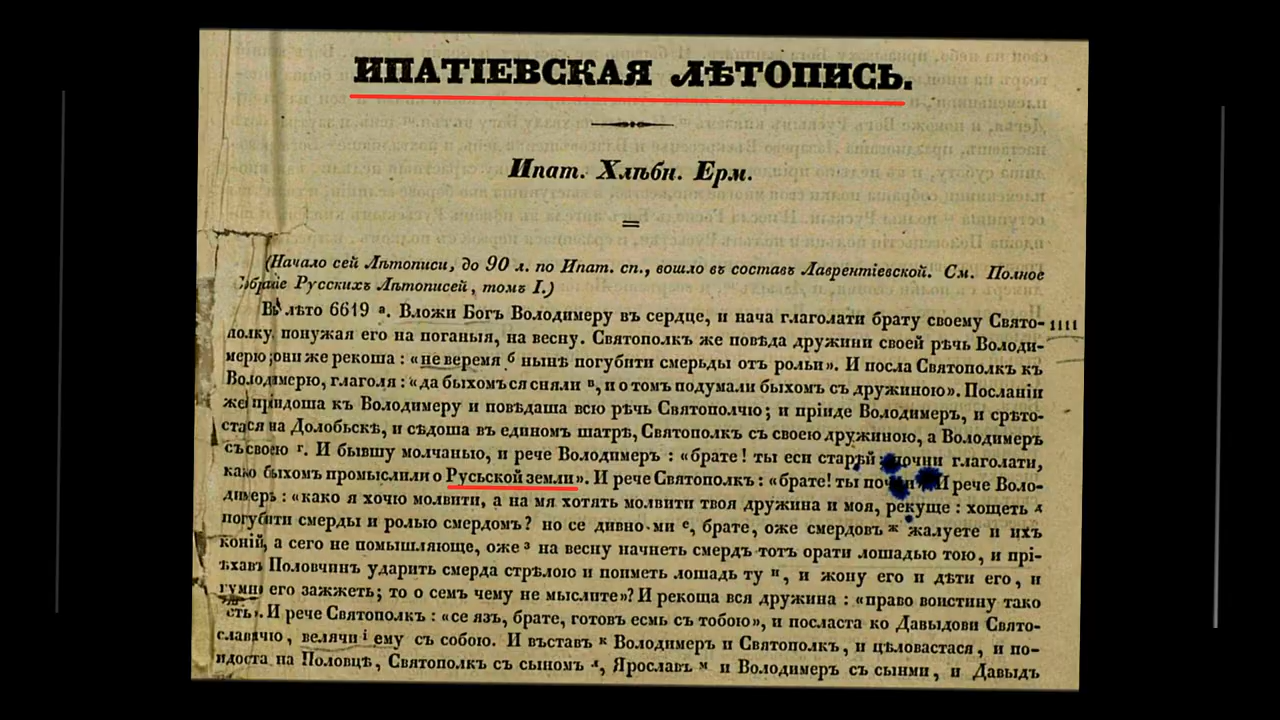 ИПАТІЕВСКАЯ ЛѢТОПИСЬ.
Ипат. Хлѣбн. Ерм.
(Начало сей Лѣтописи, до 90 л. по Ипат. сп., вошло въ составъ Лаврентіевской. См. Полное
Собраніе Русскихъ Лѣтописей, томъ I.)
Въ лѣто 6619 а. Вложи Богъ Володимеру въ сердце, и нача глаголати брату своему Свято- 1111
полку, понужая его на поганыя, на весну. Святополкъ же повѣда дружини своей рѣчь Володи-
мерю; они же рекоша: «не веремя б нынѣ погубити смерьды отъ рольи». И посла Святополкъ къ
Володимерю, глаголя: «да быхомъ ся сняли в, и о томъ подумали быхомъ съ дружиною». Посланіи
же придоша къ Володимеру и повѣдаша всю рѣчь Святополчю; и пріиде Володимеръ, и срѣто-
стася на Долобьскѣ, и сѣдоша въ единомъ шатрѣ, Святополкъ съ своею дружиною, а Володимеръ
съ своею г. И бывшу молчанью, и рече Володимеръ: «брате! ты еси старѣй почни глаголати,
како быхомъ промыслили о Русьской земли». И рече Святополкъ: «брате! ты почни». И рече Воло-
димеръ: «како я хочю молвити, а на мя хотять молвити твоя дружина и моя, рекуще: хощеть д
погубити смерды и ролью смердомъ? но се дивно ми е, брате, оже смердовъ ж жалуете и ихъ
коній, а сего не помышляюще, оже з на весну начнеть смердъ тотъ орати лошадью тою, и прі-
ѣхавъ Половчинъ ударить смерда стрѣлою и поиметь лошадь ту и, и жону его и дѣти его, и
гумно его зажжеть; то о семъ чему не мыслите»? И рекоша вся дружина: «право воистину тако
есть». И рече Святополкъ: «се язъ, брате, готовъ есмь съ тобою», и посласта ко Давыдови Свято-
славичю, велячи і ему съ собою. И въставъ к Володимеръ и Святополкъ, и цѣловастася, и по-
идоста на Половцѣ, Святополкъ съ сыномъ л, Ярославъ м и Володимеръ съ сынми, и Давыдъ